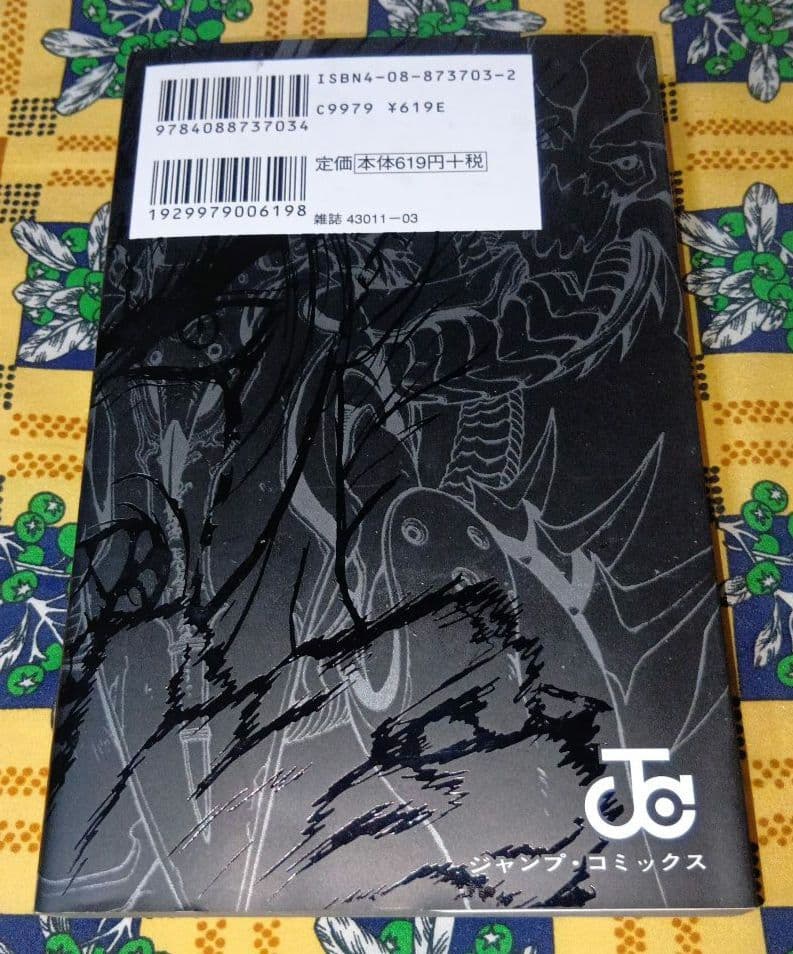 ISBN4-08-873703-2
C9979 ¥619E
9784088737034
定価 本体619円+税
1929979006198
雑誌 43011-03
JC
ジャンプ・コミックス